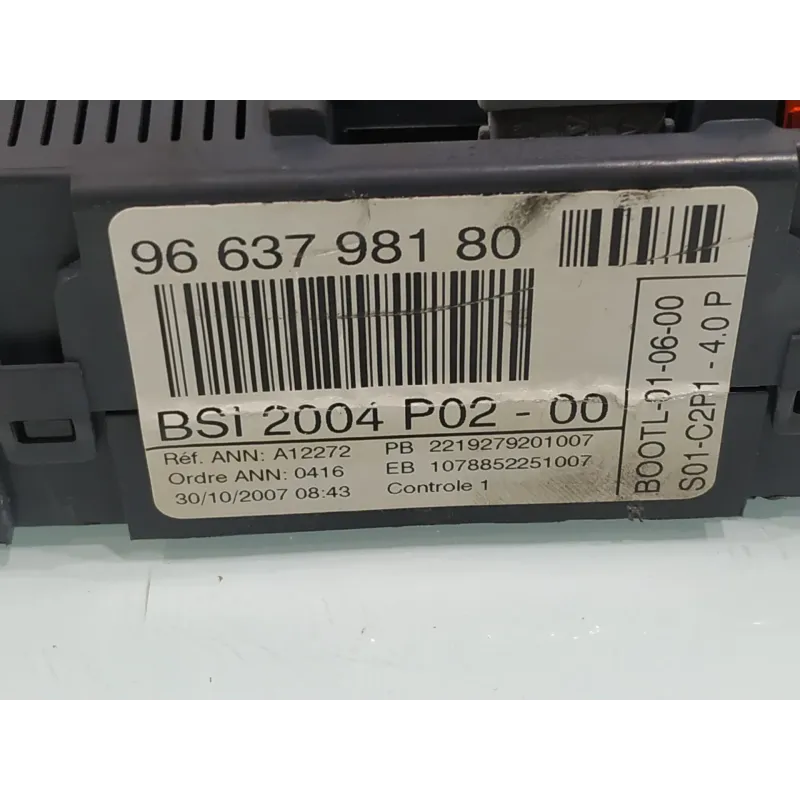 96 637 981 80
BSI 2004 P02 - 00
Réf. ANN: A12272
Ordre ANN: 0416
30/10/2007 08:43
PB 2219279201007
EB 1078852251007
Controle 1
BOOTL-01-06-00
S01-C2P1 - 4.0 P